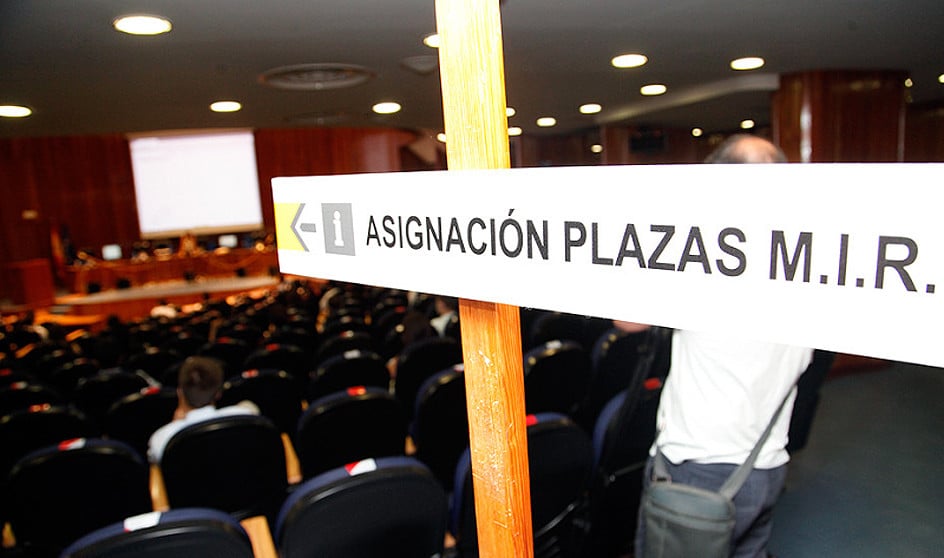 i ASIGNACIÓN PLAZAS M.I.R.